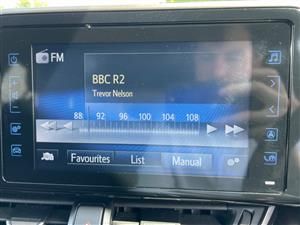 FM
BBC R2
Trevor Nelson
88 92 96 100 104 108
Favourites List Manual